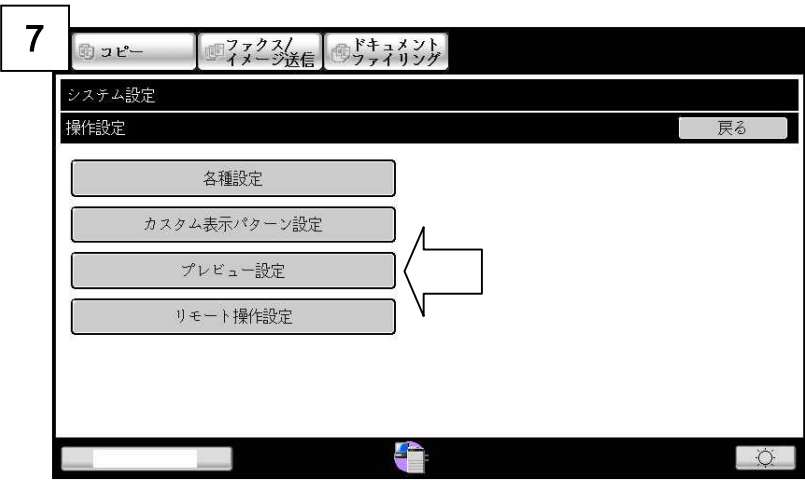 7
コピー
ファクス/
イメージ送信
ドキュメント
ファイリング
システム設定
操作設定
戻る
各種設定
カスタム表示パターン設定
プレビュー設定
リモート操作設定